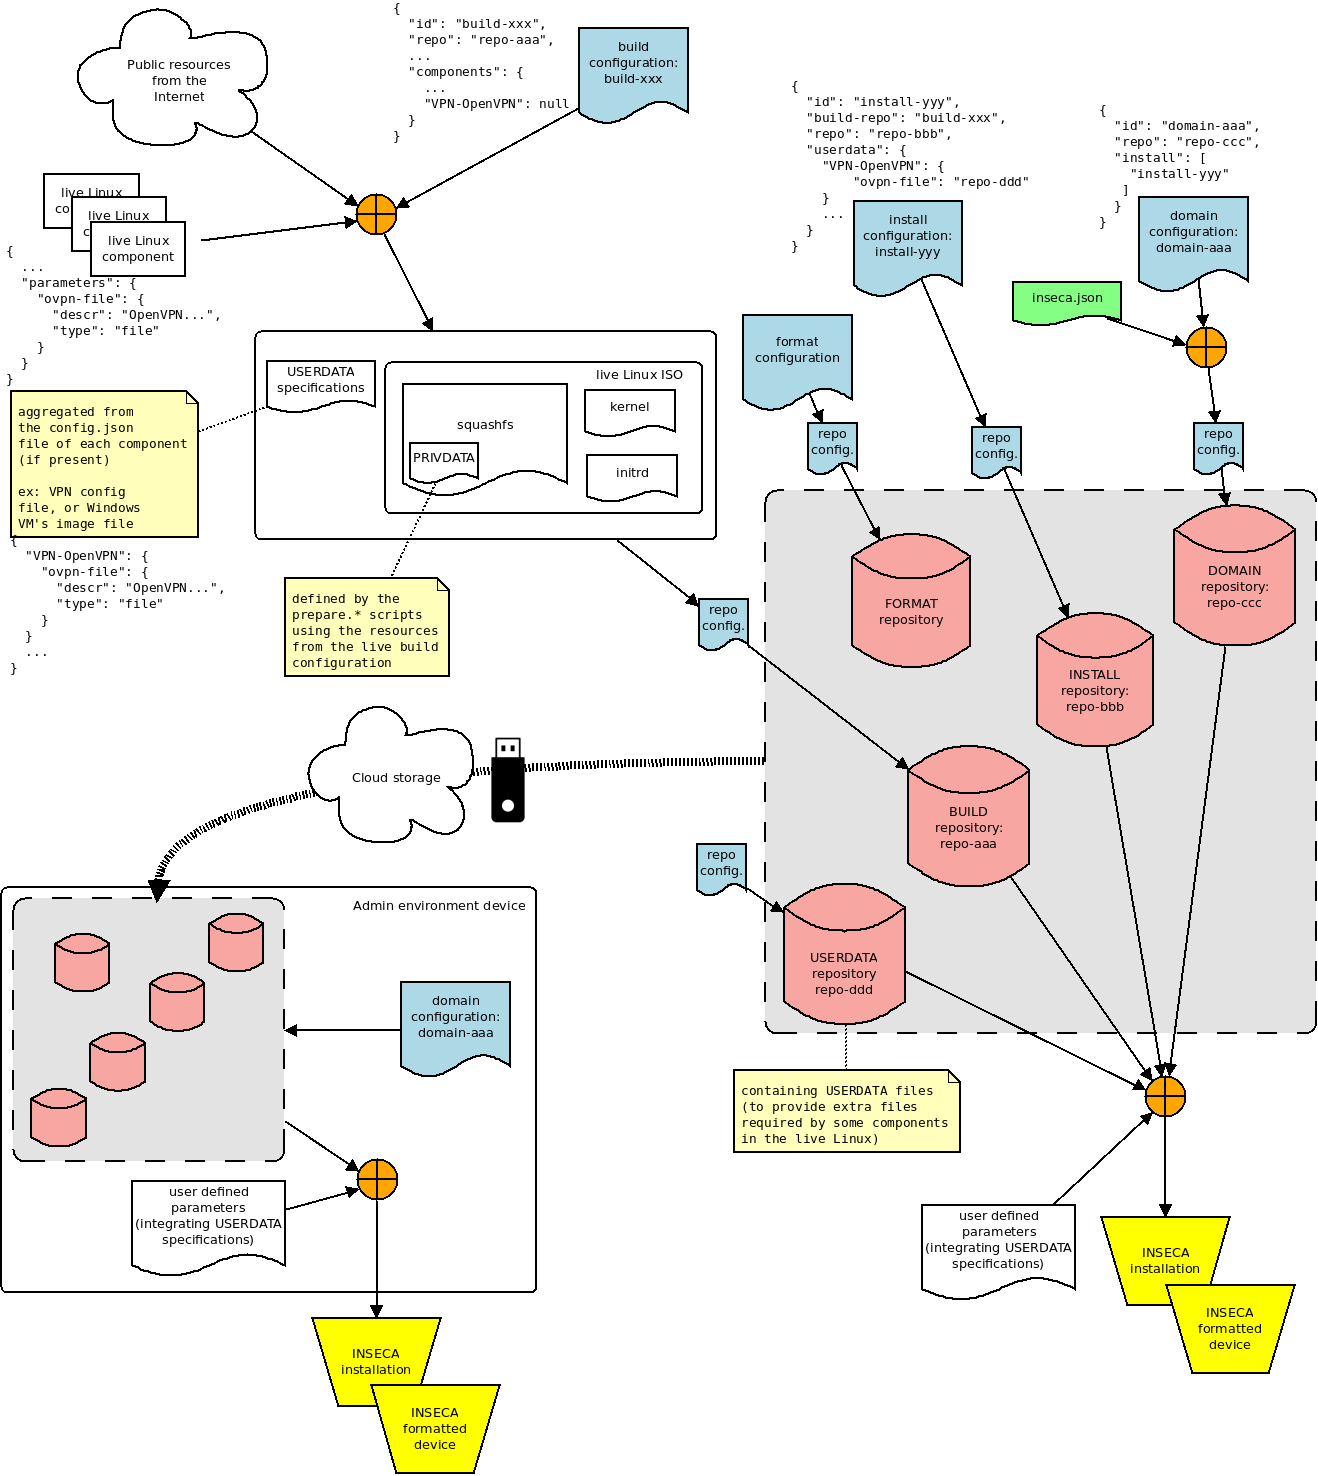 Public resources
from the
Internet
{
"id": "build-xxx",
"repo": "repo-aaa",
...
"components": {
...
"VPN-OpenVPN": null
}
}
build
configuration:
build-xxx
{
"id": "install-yyy",
"build-repo": "build-xxx",
"repo": "repo-bbb",
"userdata": {
"VPN-OpenVPN": {
"ovpn-file": "repo-ddd"
}
...
}
}
install
configuration:
install-yyy
{
"id": "domain-aaa",
"repo": "repo-ccc",
"install": [
"install-yyy"
]
}
}
domain
configuration:
domain-aaa
inseca.json
live Linux
co
live Linux
c
live Linux
component
{
...
"parameters": {
"ovpn-file": {
"descr": "OpenVPN...",
"type": "file"
}
}
}
aggregated from
the config.json
file of each component
(if present)
ex: VPN config
file, or Windows
VM's image file
{
"VPN-OpenVPN": {
"ovpn-file": {
"descr": "OpenVPN...",
"type": "file"
}
}
...
}
USERDATA
specifications
live Linux ISO
squashfs
PRIVDATA
kernel
initrd
defined by the
prepare.* scripts
using the resources
from the live build
configuration
format
configuration
repo
config.
repo
config.
repo
config.
repo
config.
FORMAT
repository
DOMAIN
repository:
repo-ccc
INSTALL
repository:
repo-bbb
BUILD
repository:
repo-aaa
repo
config.
USERDATA
repository
repo-ddd
containing USERDATA files
(to provide extra files
required by some components
in the live Linux)
Cloud storage
Admin environment device
domain
configuration:
domain-aaa
user defined
parameters
(integrating USERDATA
specifications)
INSECA
installation
INSECA
formatted
device
user defined
parameters
(integrating USERDATA
specifications)
INSECA
installation
INSECA
formatted
device